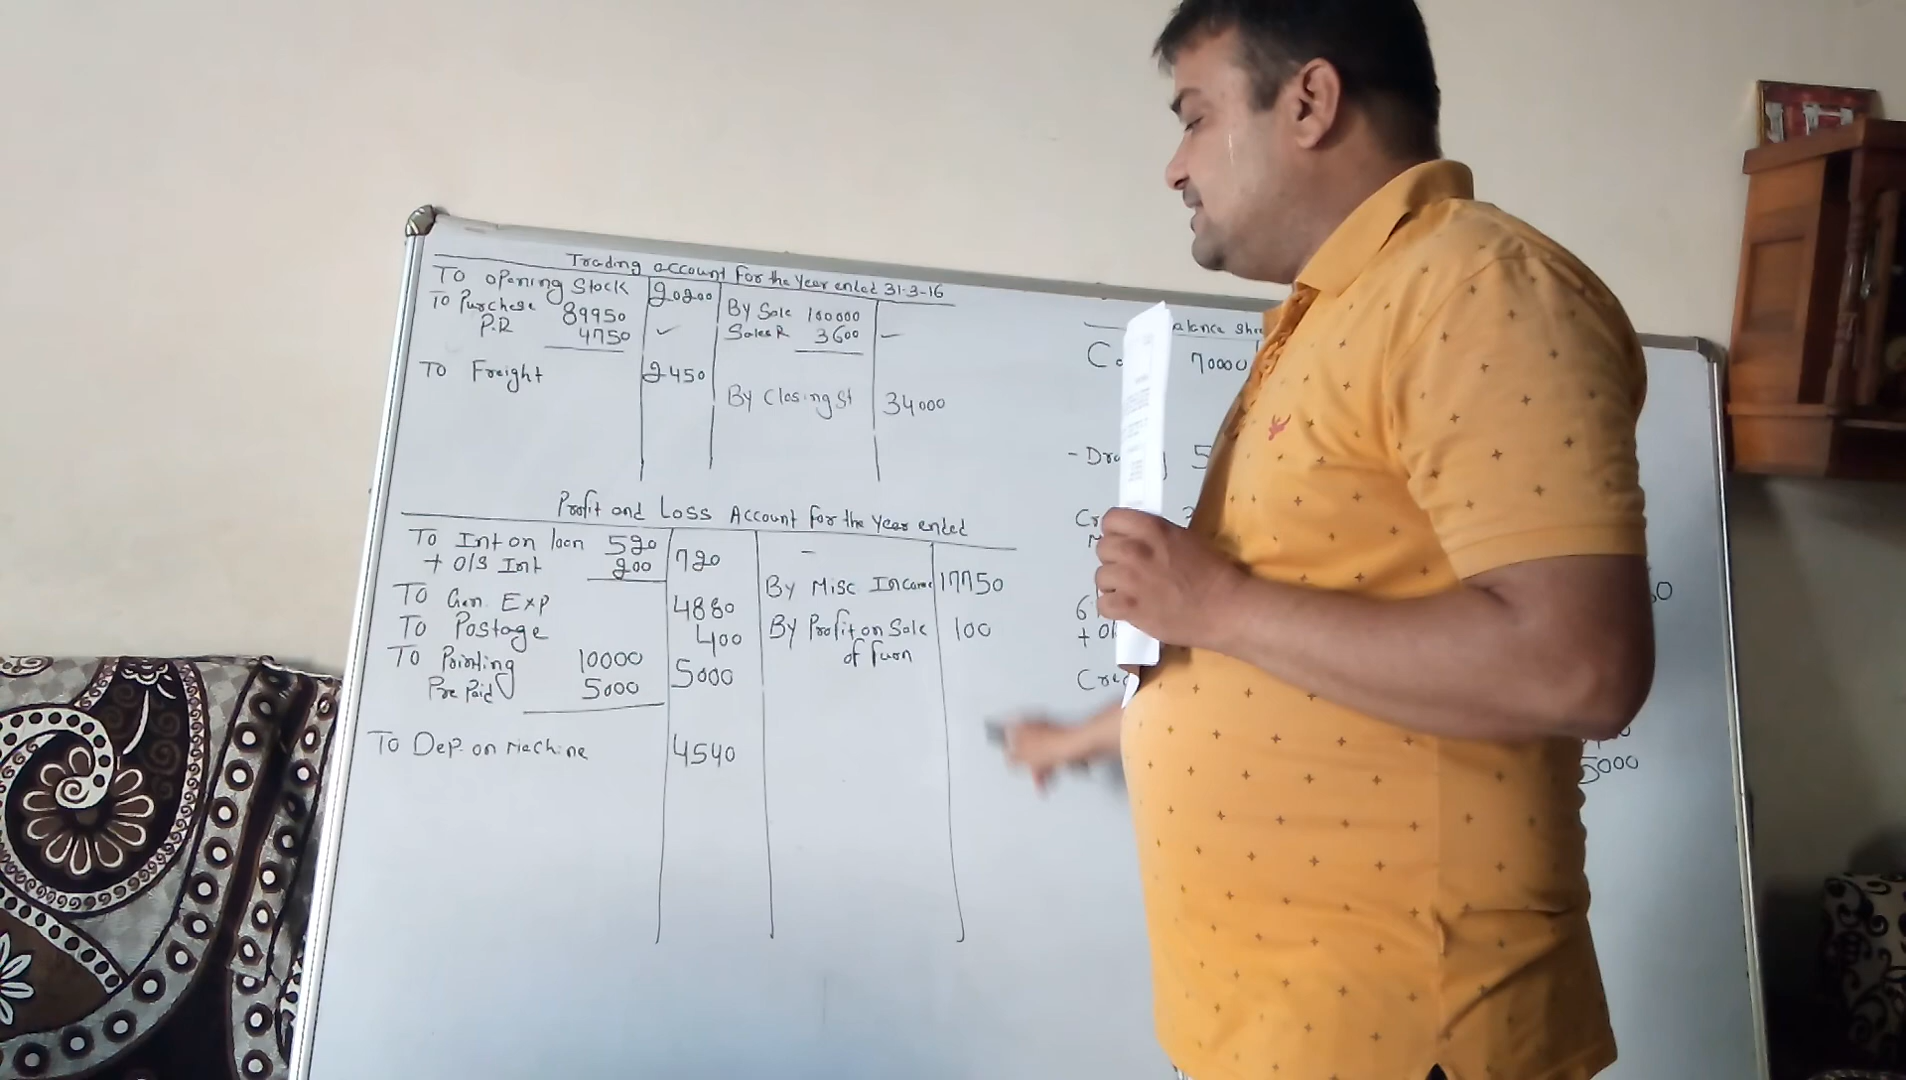 Trading account for the Year ended 31-3-16
To opening Stock 20200 By Sale 100000
To Purchase 89950 Sales R 3600
P.R 4750
To Freight 2450
By Closing St 34000
Profit and Loss Account for the Year ended
To Int on loan 520
+ O/S Int 200 720
By Misc. Income 17750
To Gen. Exp 4880
To Postage 400 By Profit on Sale 100
of Furn
To Painting 10000
Pre Paid 5000 5000
To Dep. on Machine 4540
70000
5000